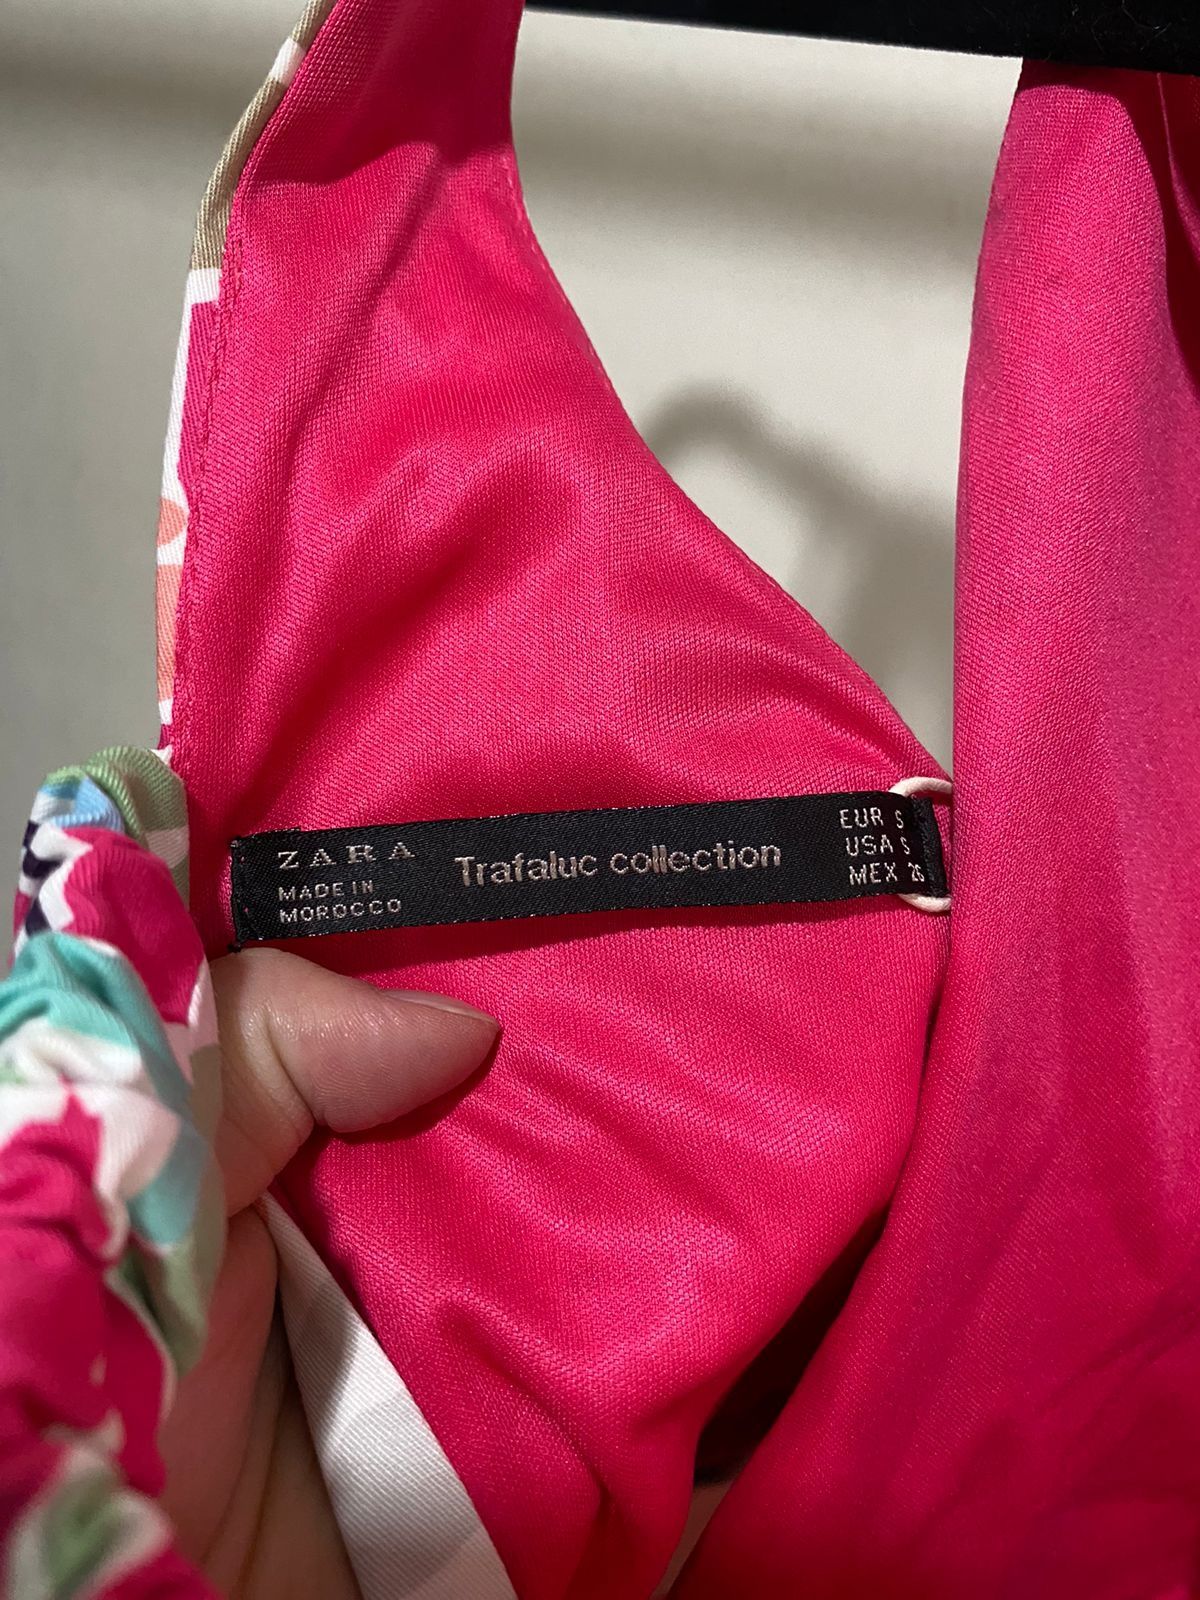 ZARA
MADE IN
MOROCCO
Trafaluc collection
EUR S
USA S
MEX 26